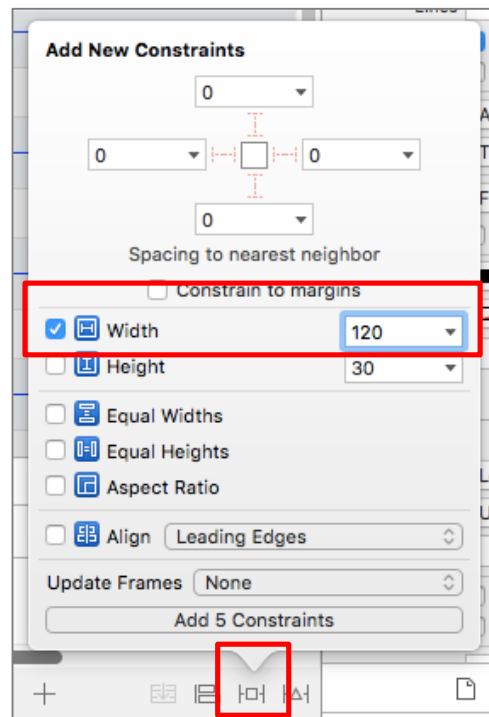 Add New Constraints
0
0 0
0
Spacing to nearest neighbor
Constrain to margins
Width 120
Height 30
Equal Widths
Equal Heights
Aspect Ratio
Align Leading Edges
Update Frames None
Add 5 Constraints